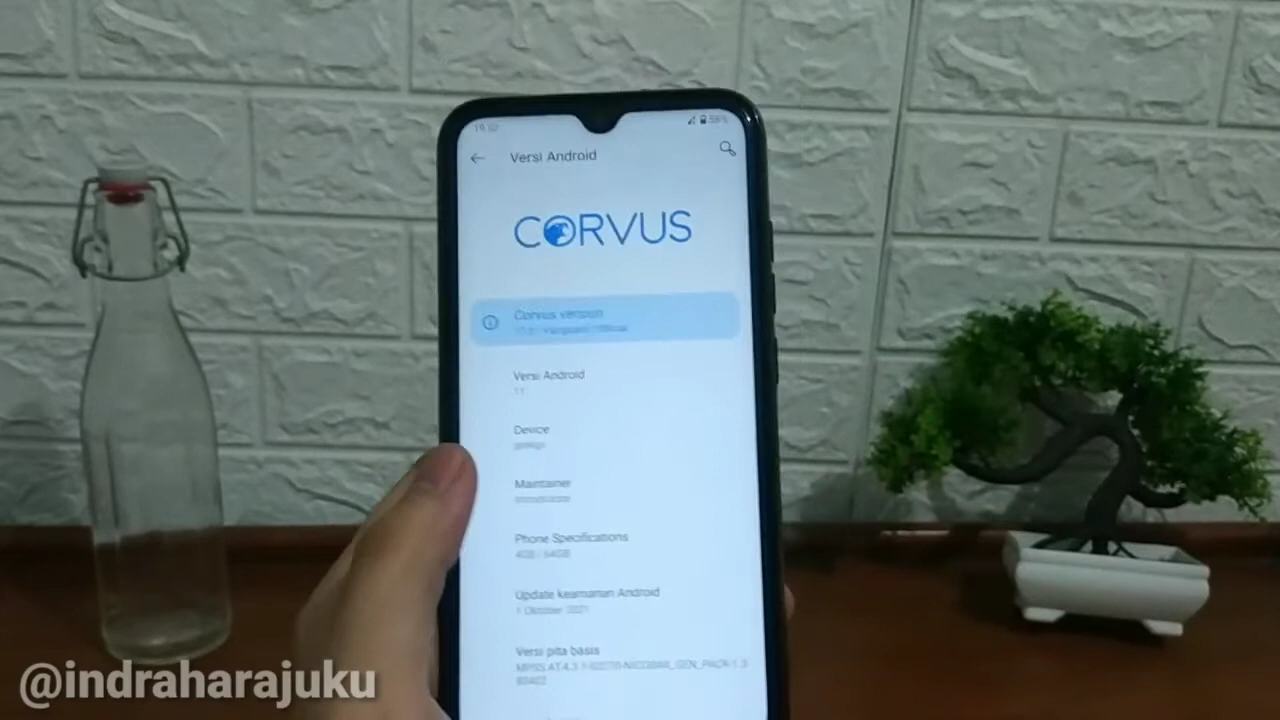 58%
Versi Android
CORVUS
Corvus version
Versi Android
11
Device
Maintainer
Phone Specifications
4GB / 64GB
Update keamanan Android
1 Oktober 2021
Versi pita basis
@indraharajuku